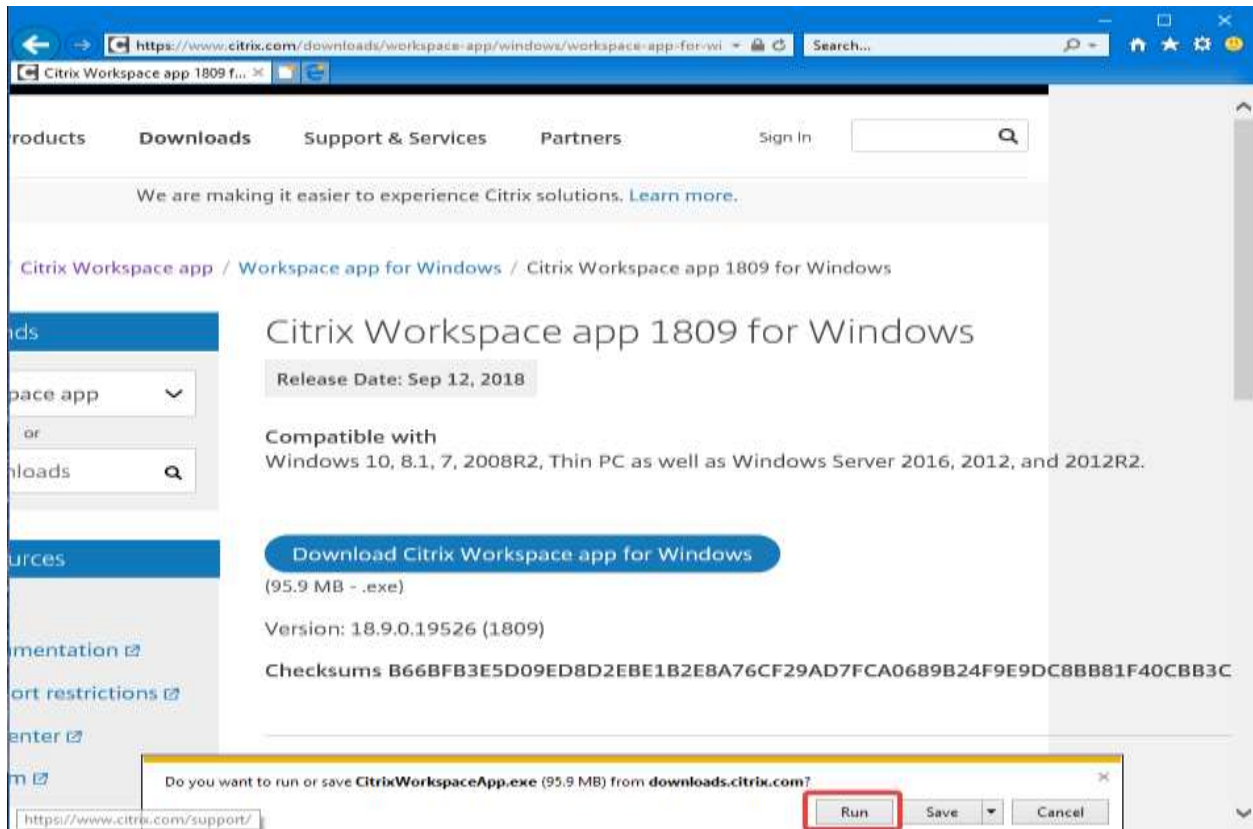 https://www.citrix.com/downloads/workspace-app/windows/workspace-app-for-wi
Search...
Citrix Workspace app 1809 f...
roducts Downloads Support & Services Partners Sign In
We are making it easier to experience Citrix solutions. Learn more.
/ Citrix Workspace app / Workspace app for Windows / Citrix Workspace app 1809 for Windows
ds
Citrix Workspace app 1809 for Windows
Release Date: Sep 12, 2018
pace app
or
nloads
Compatible with
Windows 10, 8.1, 7, 2008R2, Thin PC as well as Windows Server 2016, 2012, and 2012R2.
urces
Download Citrix Workspace app for Windows
(95.9 MB - .exe)
Version: 18.9.0.19526 (1809)
mentation
Checksums B66BFB3E5D09ED8D2EBE1B2E8A76CF29AD7FCA0689B24F9E9DC8BB81F40CBB3C
ort restrictions
enter
m
Do you want to run or save CitrixWorkspaceApp.exe (95.9 MB) from downloads.citrix.com?
Run Save Cancel
https://www.citrix.com/support/